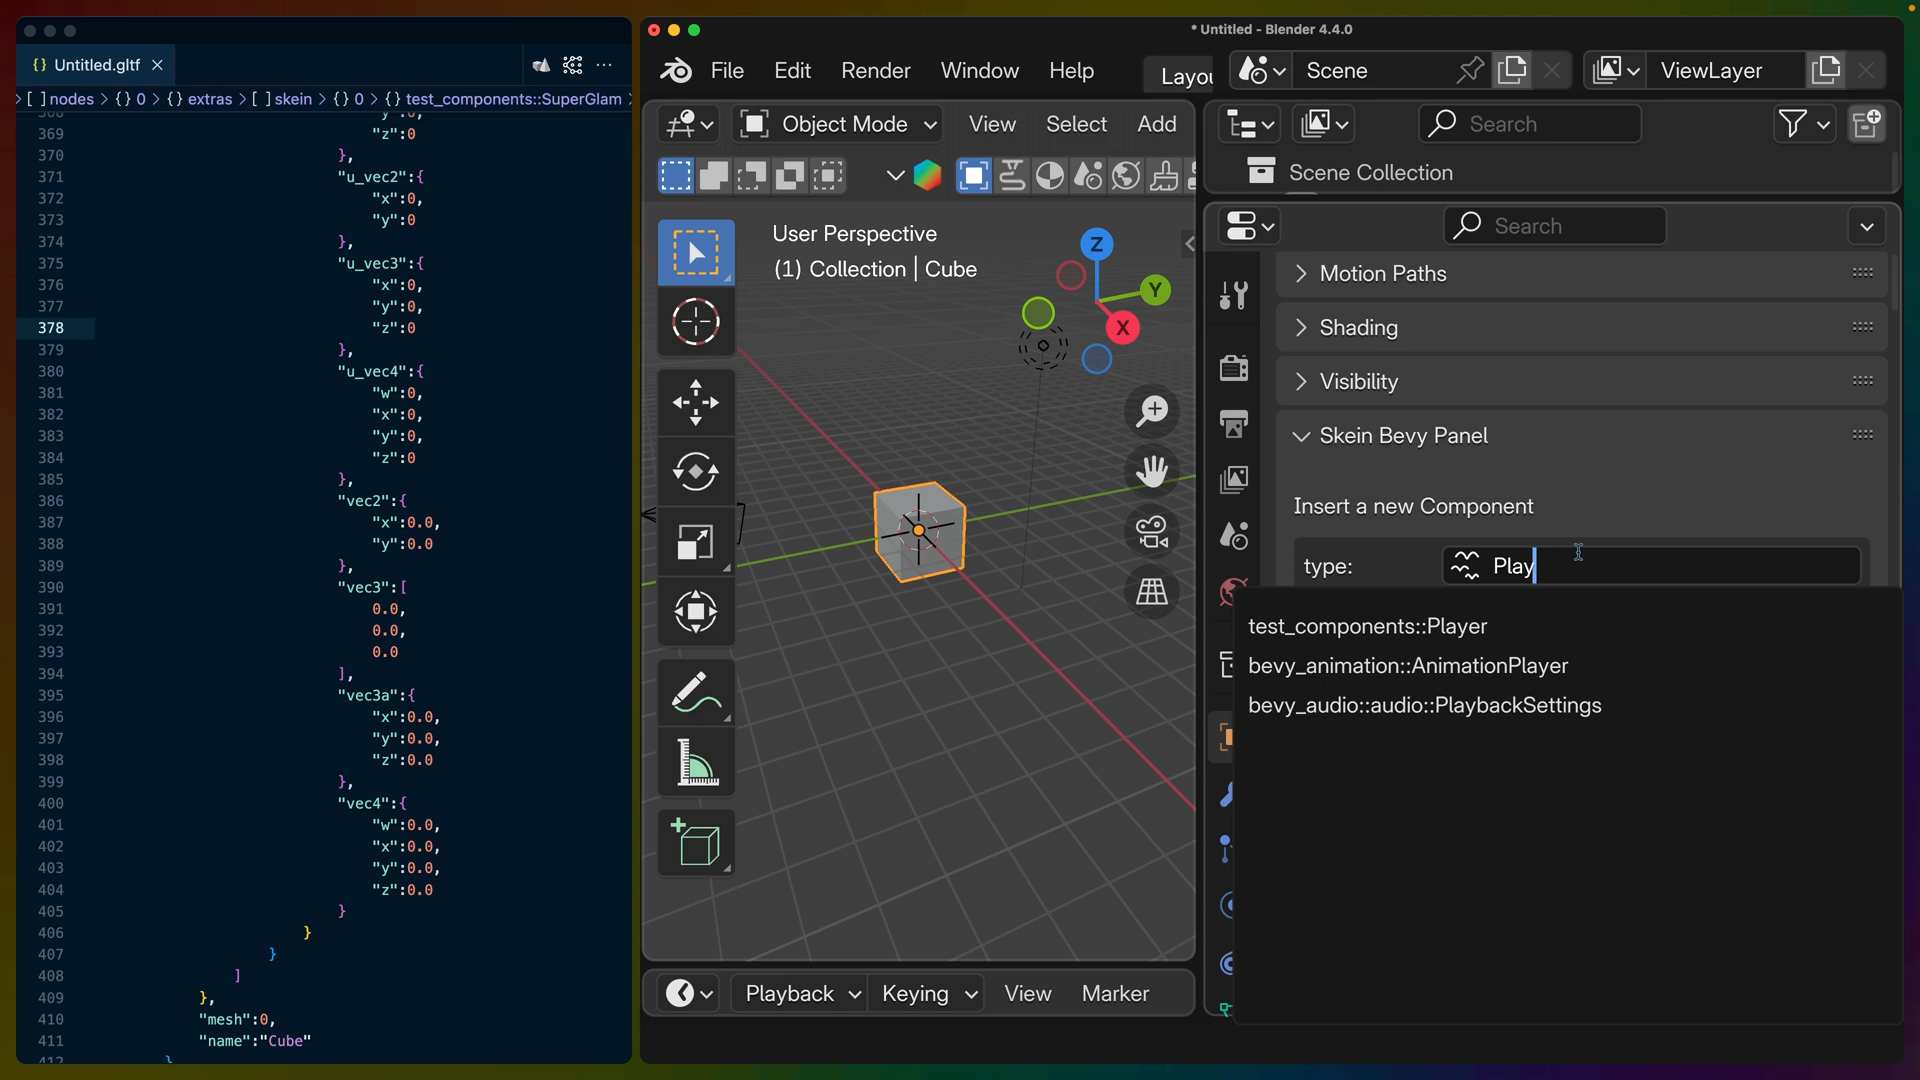 Untitled.gltf
[ ] nodes > {} 0 > {} extras > [ ] skein > {} 0 > {} test_components::SuperGlam
369 "z":0
370 },
371 "u_vec2":{
372 "x":0,
373 "y":0
374 },
375 "u_vec3":{
376 "x":0,
377 "y":0,
378 "z":0
379 },
380 "u_vec4":{
381 "w":0,
382 "x":0,
383 "y":0,
384 "z":0
385 },
386 "vec2":{
387 "x":0.0,
388 "y":0.0
389 },
390 "vec3":[
391 0.0,
392 0.0,
393 0.0
394 ],
395 "vec3a":{
396 "x":0.0,
397 "y":0.0,
398 "z":0.0
399 },
400 "vec4":{
401 "w":0.0,
402 "x":0.0,
403 "y":0.0,
404 "z":0.0
405 }
406 }
407 }
408 ]
409 },
410 "mesh":0,
411 "name":"Cube"
412 }
* Untitled - Blender 4.4.0
File Edit Render Window Help Layou
Scene
ViewLayer
Object Mode View Select Add
User Perspective
(1) Collection | Cube
Z
Y
X
Playback Keying View Marker
Search
Scene Collection
Search
Motion Paths
Shading
Visibility
Skein Bevy Panel
Insert a new Component
type: Play
test_components::Player
bevy_animation::AnimationPlayer
bevy_audio::audio::PlaybackSettings